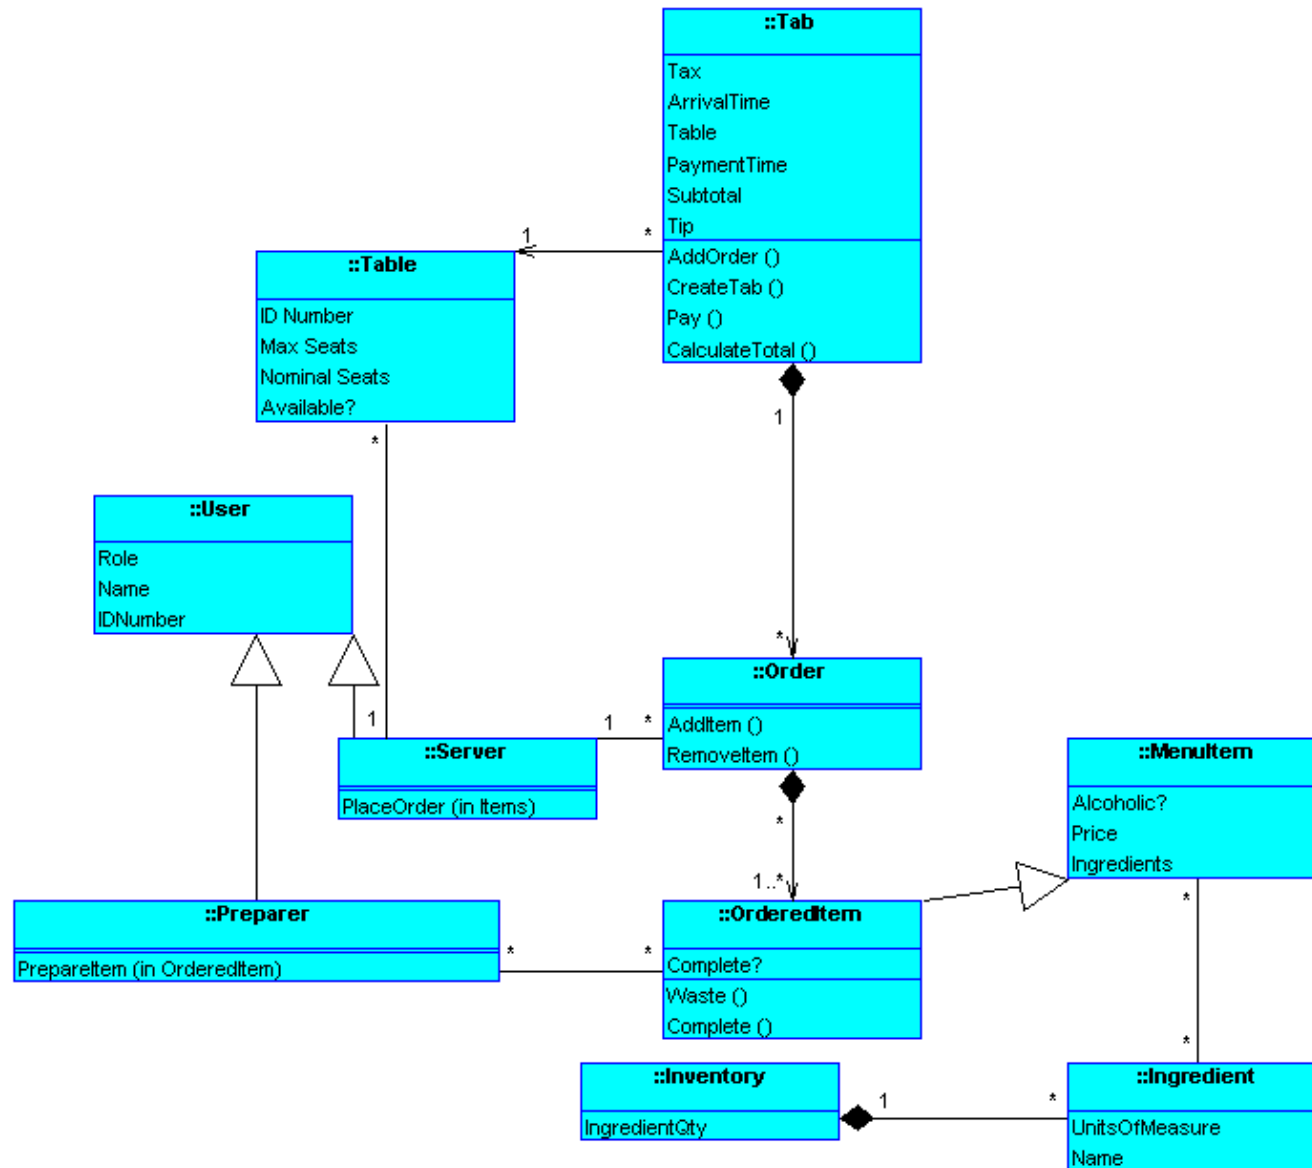 ::Tab
Tax
ArrivalTime
Table
PaymentTime
Subtotal
Tip
AddOrder ()
CreateTab ()
Pay ()
CalculateTotal ()
1
*
::Table
ID Number
Max Seats
Nominal Seats
Available?
1
*
*
::User
Role
Name
IDNumber
1
1
*
::Order
AddItem ()
RemoveItem ()
::Server
PlaceOrder (in Items)
::MenuItem
Alcoholic?
Price
Ingredients
*
1..*
*
::Preparer
PrepareItem (in OrderedItem)
*
*
::OrderedItem
Complete?
Waste ()
Complete ()
*
::Inventory
IngredientQty
1
*
::Ingredient
UnitsOfMeasure
Name